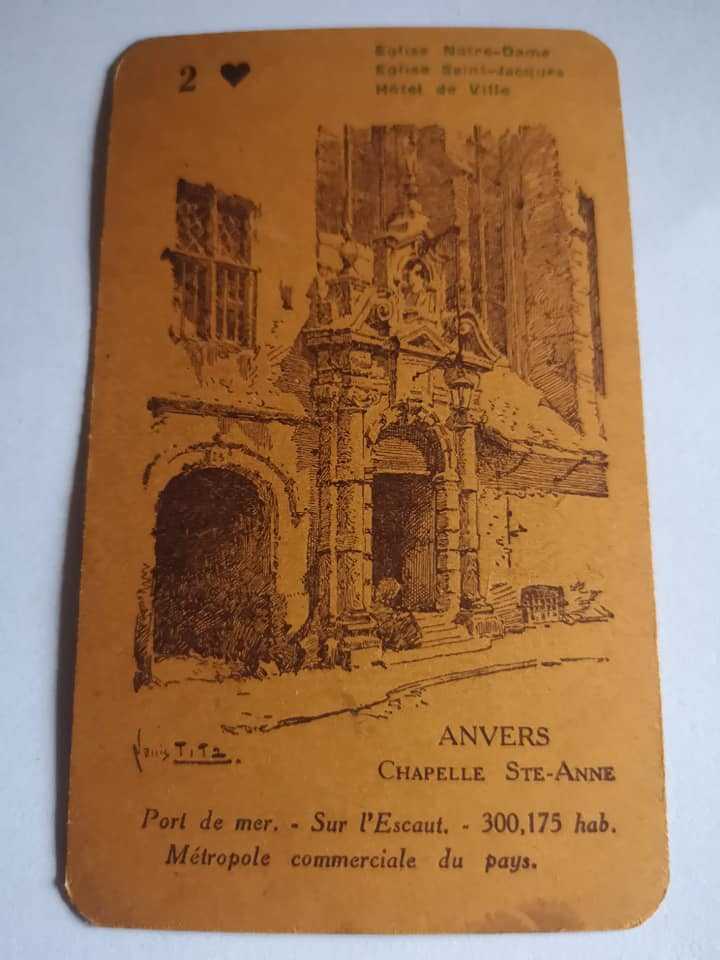 2 ♥
Eglise Notre-Dame
Eglise Saint-Jacques
Hôtel de Ville
TITZ.
ANVERS
CHAPELLE STE-ANNE
Port de mer. - Sur l'Escaut. - 300,175 hab.
Métropole commerciale du pays.